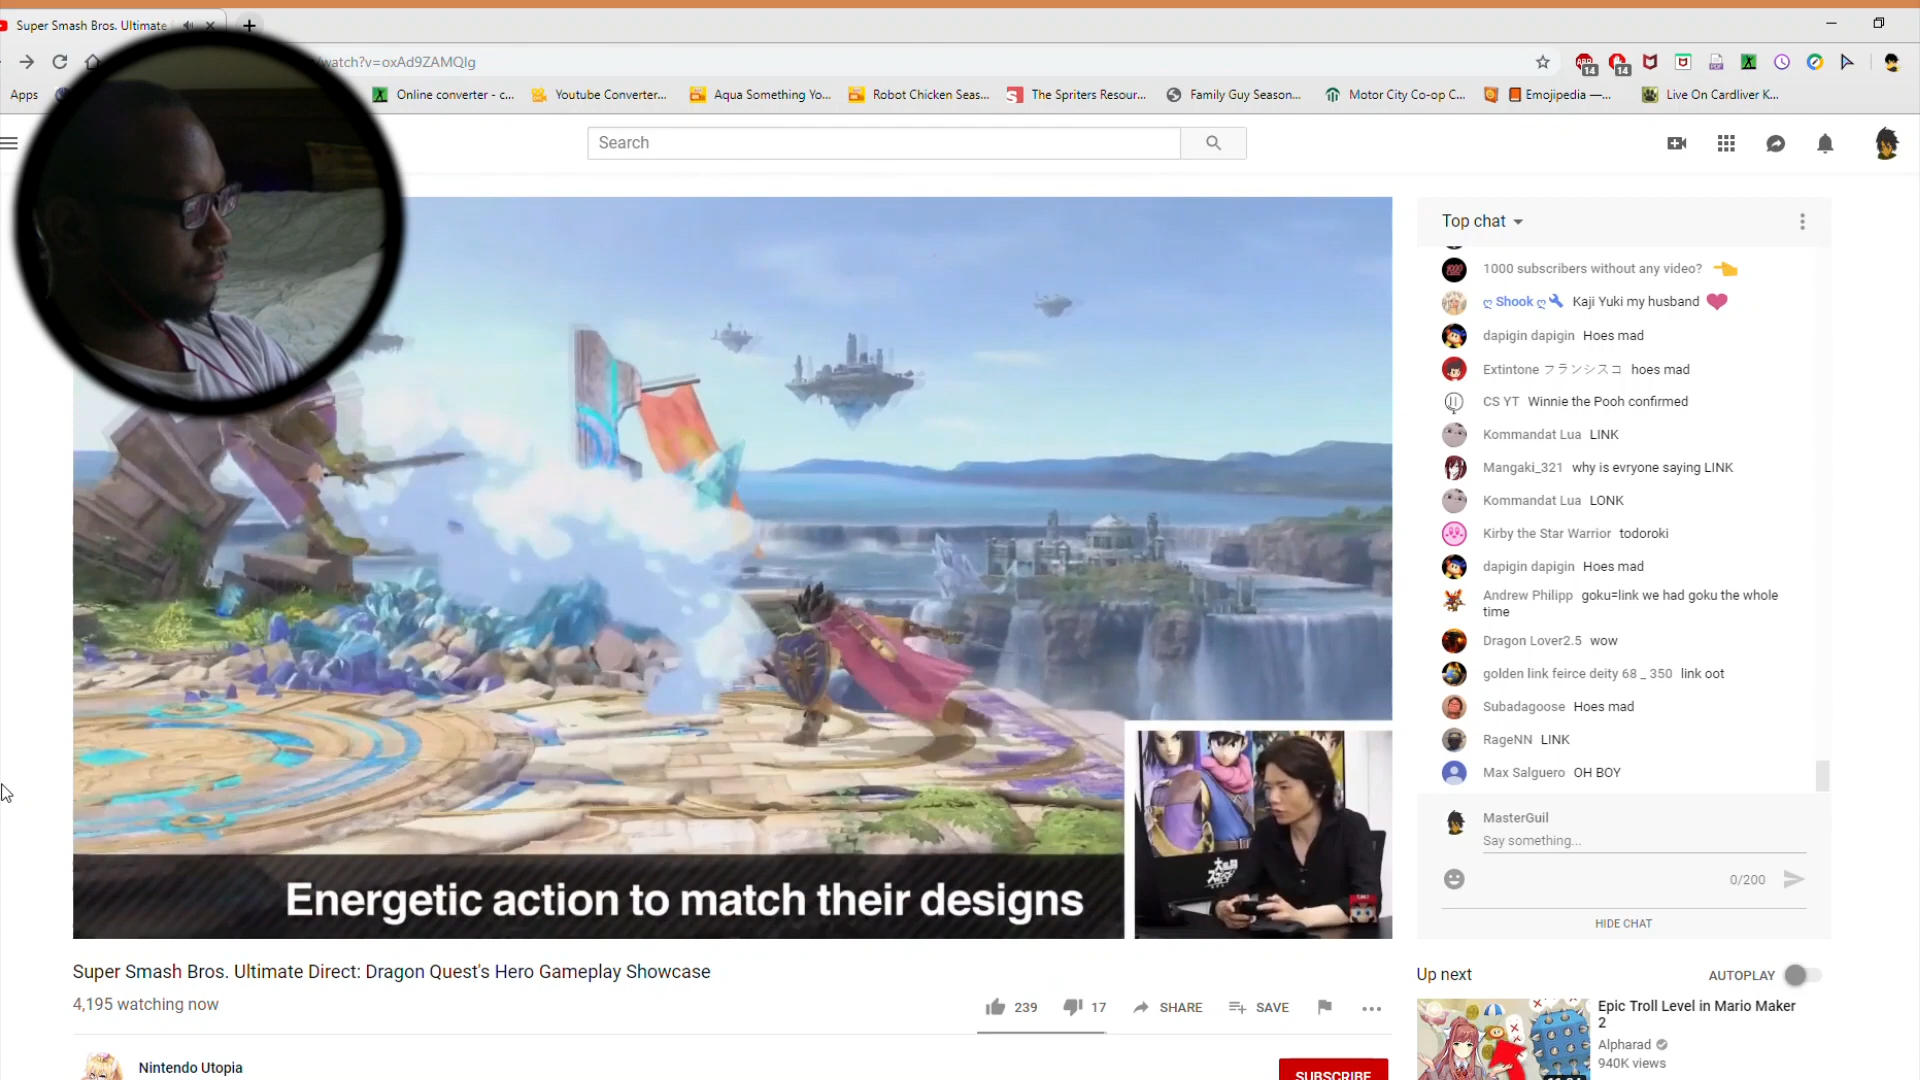 Super Smash Bros. Ultimate
/watch?v=oxAd9ZAMQIg
14
14
Apps
Online converter - c...
Youtube Converter...
Aqua Something Yo...
Robot Chicken Seas...
The Spriters Resour...
Family Guy Season...
Motor City Co-op C...
Emojipedia —...
Live On Cardliver K...
Search
Top chat
1000 subscribers without any video?
ღ Shook ღ Kaji Yuki my husband
dapigin dapigin Hoes mad
Extintone フランシスコ hoes mad
CS YT Winnie the Pooh confirmed
Kommandat Lua LINK
Mangaki_321 why is evryone saying LINK
Kommandat Lua LONK
Kirby the Star Warrior todoroki
dapigin dapigin Hoes mad
Andrew Philipp goku=link we had goku the whole
time
Dragon Lover2.5 wow
golden link feirce deity 68 _ 350 link oot
Subadagoose Hoes mad
RageNN LINK
Max Salguero OH BOY
MasterGuil
Say something...
0/200
HIDE CHAT
Energetic action to match their designs
Super Smash Bros. Ultimate Direct: Dragon Quest's Hero Gameplay Showcase
4,195 watching now
239
17
SHARE
SAVE
Nintendo Utopia
SUBSCRIBE
Up next
AUTOPLAY
Epic Troll Level in Mario Maker
2
Alpharad
940K views